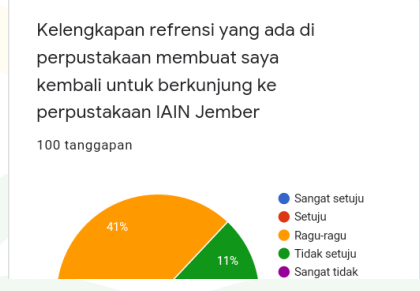 Kelengkapan refrensi yang ada di
perpustakaan membuat saya
kembali untuk berkunjung ke
perpustakaan IAIN Jember
100 tanggapan
Sangat setuju
Setuju
Ragu-ragu
Tidak setuju
Sangat tidak
41%
11%